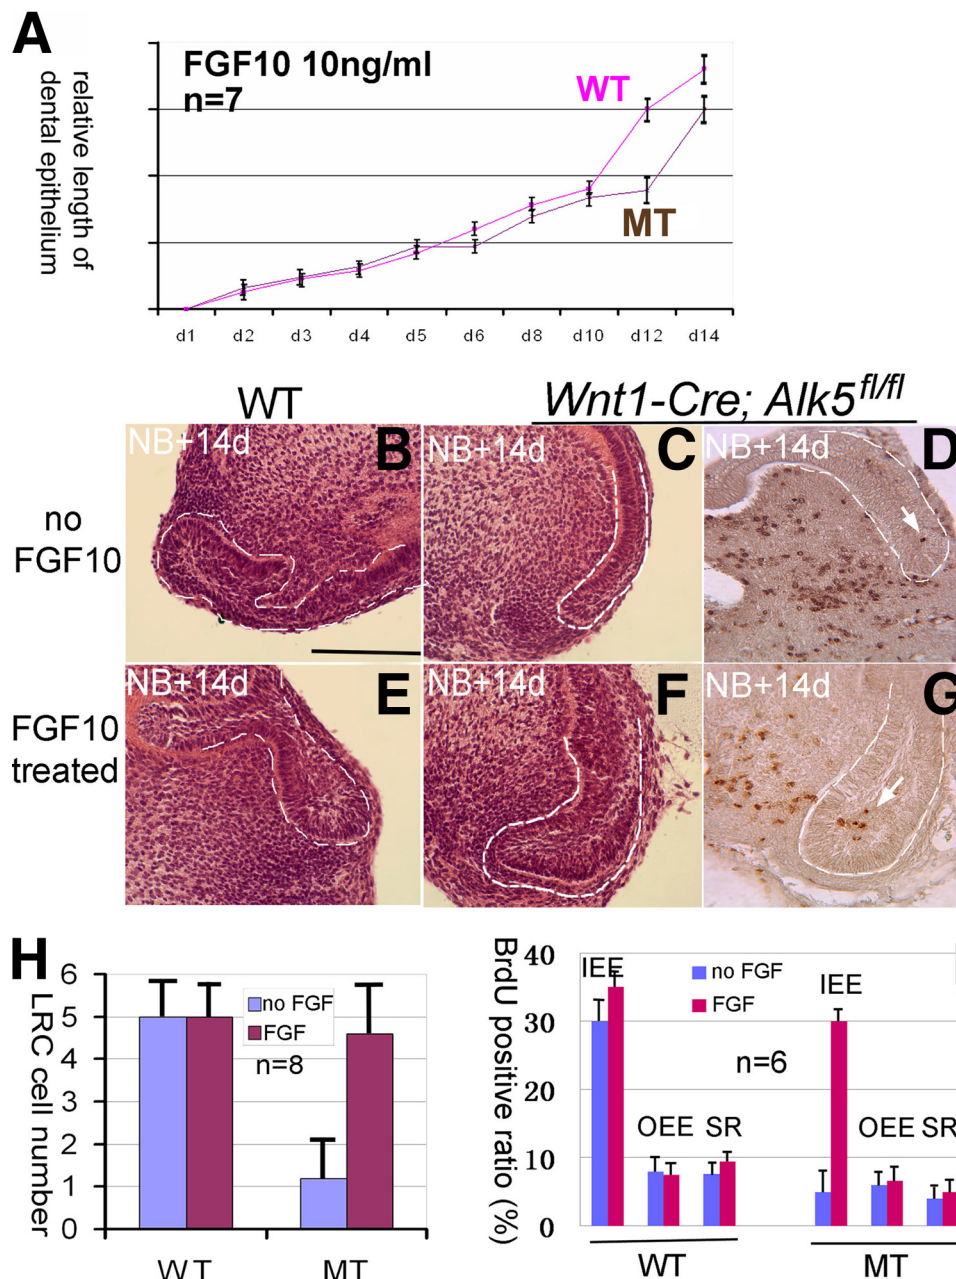 A
FGF10 10ng/ml
n=7
relative length of
dental epithelium
WT
MT
d1 d2 d3 d4 d5 d6 d8 d10 d12 d14
WT
Wnt1-Cre; Alk5fl/fl
no
FGF10
NB+14d B
NB+14d C
NB+14d D
FGF10
treated
NB+14d E
NB+14d F
NB+14d G
H
LRC cell number
6
5
4
3
2
1
0
no FGF
FGF
n=8
WT MT
BrdU positive ratio (%)
40
30
20
10
0
IEE
no FGF
FGF
IEE
n=6
OEE SR
OEE SR
WT MT